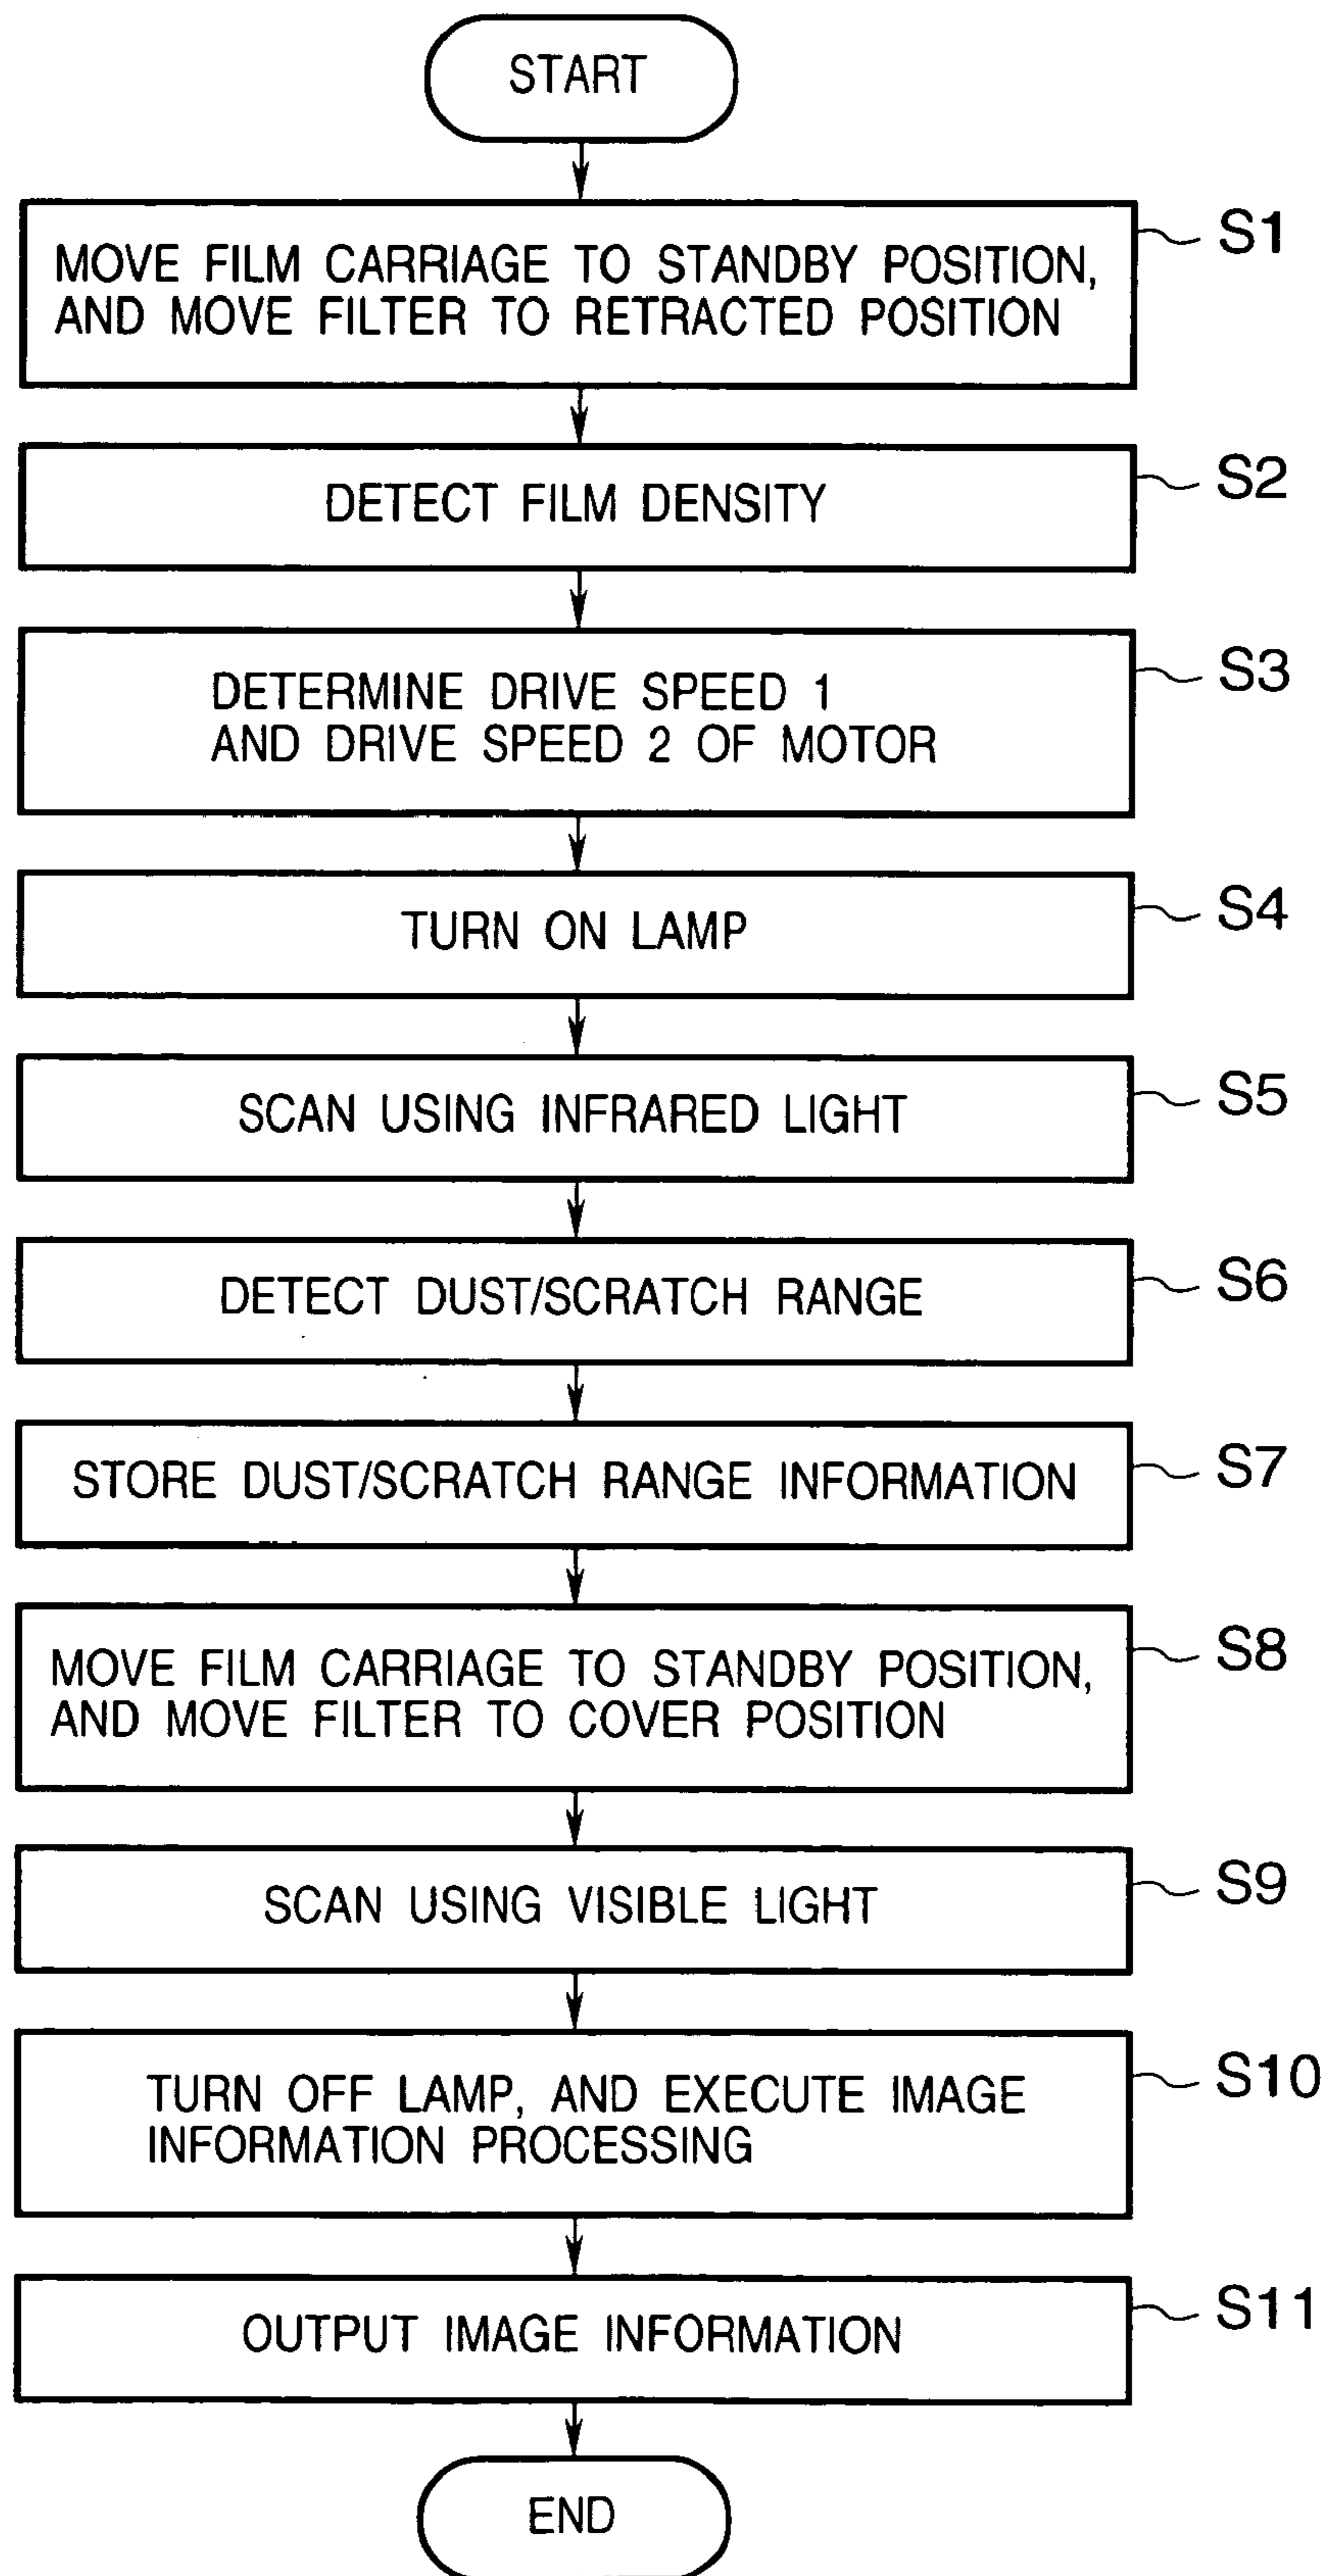 START
MOVE FILM CARRIAGE TO STANDBY POSITION,
AND MOVE FILTER TO RETRACTED POSITION
S1
DETECT FILM DENSITY
S2
DETERMINE DRIVE SPEED 1
AND DRIVE SPEED 2 OF MOTOR
S3
TURN ON LAMP
S4
SCAN USING INFRARED LIGHT
S5
DETECT DUST/SCRATCH RANGE
S6
STORE DUST/SCRATCH RANGE INFORMATION
S7
MOVE FILM CARRIAGE TO STANDBY POSITION,
AND MOVE FILTER TO COVER POSITION
S8
SCAN USING VISIBLE LIGHT
S9
TURN OFF LAMP, AND EXECUTE IMAGE
INFORMATION PROCESSING
S10
OUTPUT IMAGE INFORMATION
S11
END